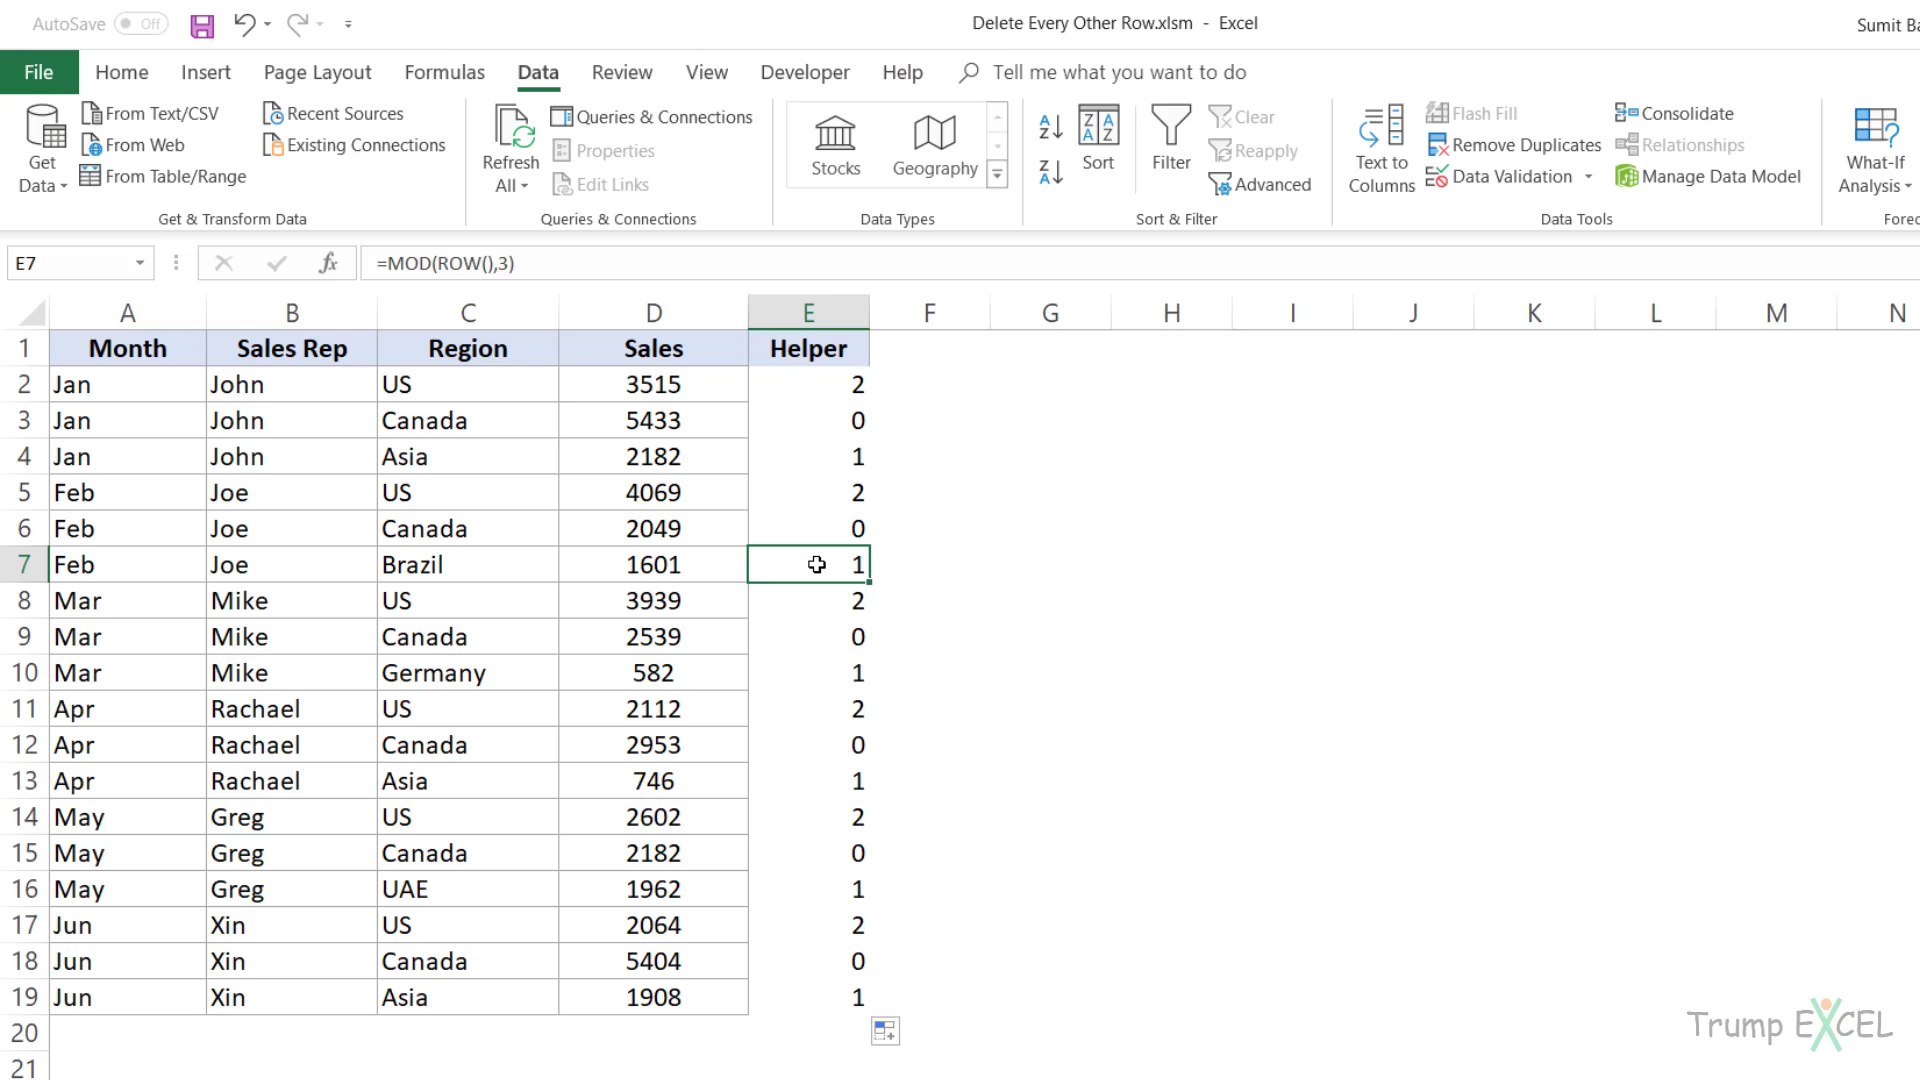 AutoSave Off
Delete Every Other Row.xlsm - Excel
Sumit Ba
File Home Insert Page Layout Formulas Data Review View Developer Help Tell me what you want to do
Get Data
From Text/CSV
From Web
From Table/Range
Recent Sources
Existing Connections
Get & Transform Data
Refresh All
Queries & Connections
Properties
Edit Links
Queries & Connections
Stocks
Geography
Data Types
Sort
Filter
Clear
Reapply
Advanced
Sort & Filter
Text to Columns
Flash Fill
Remove Duplicates
Data Validation
Consolidate
Relationships
Manage Data Model
Data Tools
What-If Analysis
Forec
E7 fx =MOD(ROW(),3)
A B C D E F G H I J K L M N
1 Month Sales Rep Region Sales Helper
2 Jan John US 3515 2
3 Jan John Canada 5433 0
4 Jan John Asia 2182 1
5 Feb Joe US 4069 2
6 Feb Joe Canada 2049 0
7 Feb Joe Brazil 1601 1
8 Mar Mike US 3939 2
9 Mar Mike Canada 2539 0
10 Mar Mike Germany 582 1
11 Apr Rachael US 2112 2
12 Apr Rachael Canada 2953 0
13 Apr Rachael Asia 746 1
14 May Greg US 2602 2
15 May Greg Canada 2182 0
16 May Greg UAE 1962 1
17 Jun Xin US 2064 2
18 Jun Xin Canada 5404 0
19 Jun Xin Asia 1908 1
20
21
Trump EXCEL